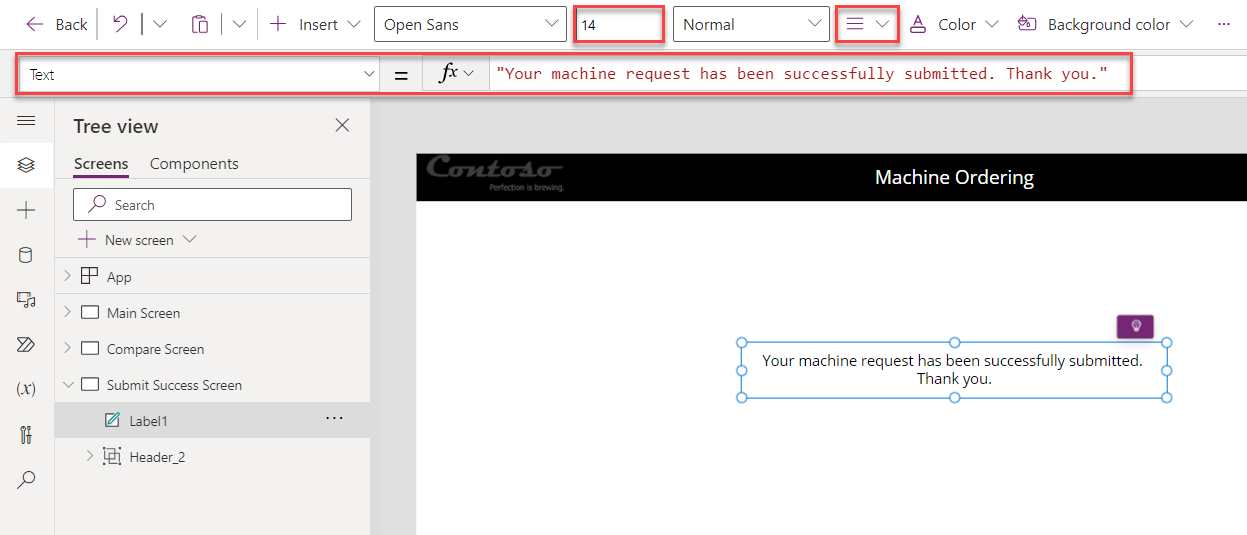 Back Insert Open Sans 14 Normal Color Background color ...
Text = fx "Your machine request has been successfully submitted. Thank you."
Tree view
Screens Components
Search
New screen
App
Main Screen
Compare Screen
Submit Success Screen
Label1 ...
Header_2
(x)
Contoso
Perfection is brewing.
Machine Ordering
Your machine request has been successfully submitted.
Thank you.